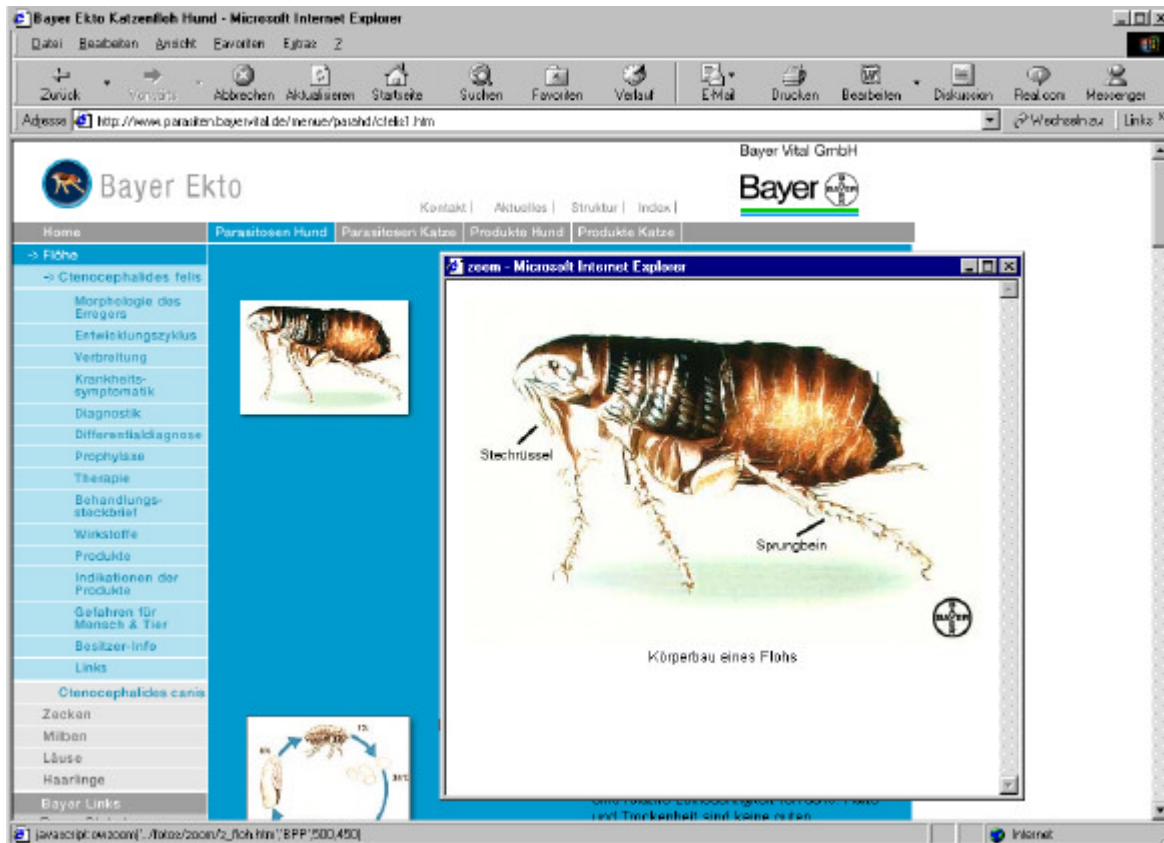 Bayer Ekto Katzenfloh Hund - Microsoft Internet Explorer
Datei Bearbeiten Ansicht Favoriten Extras ?
Zurück Vorwärts Abbrechen Aktualisieren Startseite Suchen Favoriten Verlauf E-Mail Drucken Bearbeiten Diskussion Real.com Messenger
Adresse http://www.parasiten.bayervital.de/menue/parahd/cfelis1.htm Wechseln zu Links
Bayer Vital GmbH
Bayer Ekto
Bayer
BAYER
Kontakt | Aktuelles | Struktur | Index |
Home
Parasitosen Hund Parasitosen Katze Produkte Hund Produkte Katze
-> Flöhe
-> Ctenocephalides felis
Morphologie des
Erregers
Entwicklungszyklus
Verbreitung
Krankheits-
symptomatik
Diagnostik
Differentialdiagnose
Prophylaxe
Therapie
Behandlungs-
steckbrief
Wirkstoffe
Produkte
Indikationen der
Produkte
Gefahren für
Mensch & Tier
Besitzer-Info
Links
Ctenocephalides canis
Zecken
Milben
Läuse
Haarlinge
Bayer Links
zoom - Microsoft Internet Explorer
Stechrüssel
Sprungbein
BAYER
Körperbau eines Flohs
und Trockenheit sind keine guten
Internet